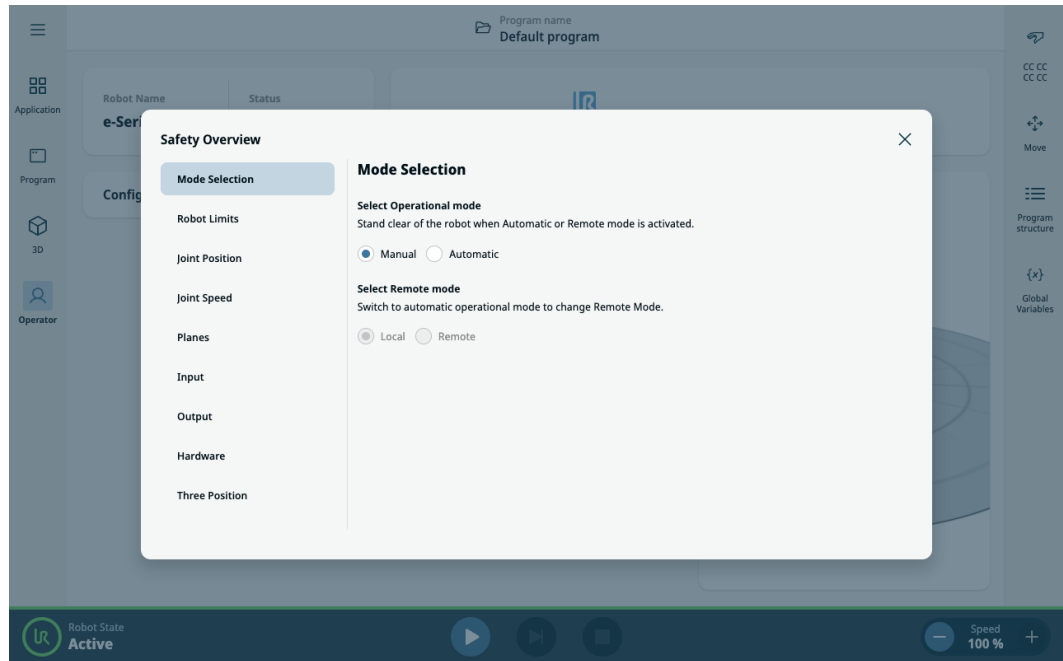 Program name
Default program
Application
Program
3D
Operator
Robot Name
Status
e-Seri
Config
Safety Overview
Mode Selection
Robot Limits
Joint Position
Joint Speed
Planes
Input
Output
Hardware
Three Position
Mode Selection
Select Operational mode
Stand clear of the robot when Automatic or Remote mode is activated.
Manual Automatic
Select Remote mode
Switch to automatic operational mode to change Remote Mode.
Local Remote
CC CC
CC CC
Move
Program
structure
{x}
Global
Variables
Robot State
Active
Speed
100 %